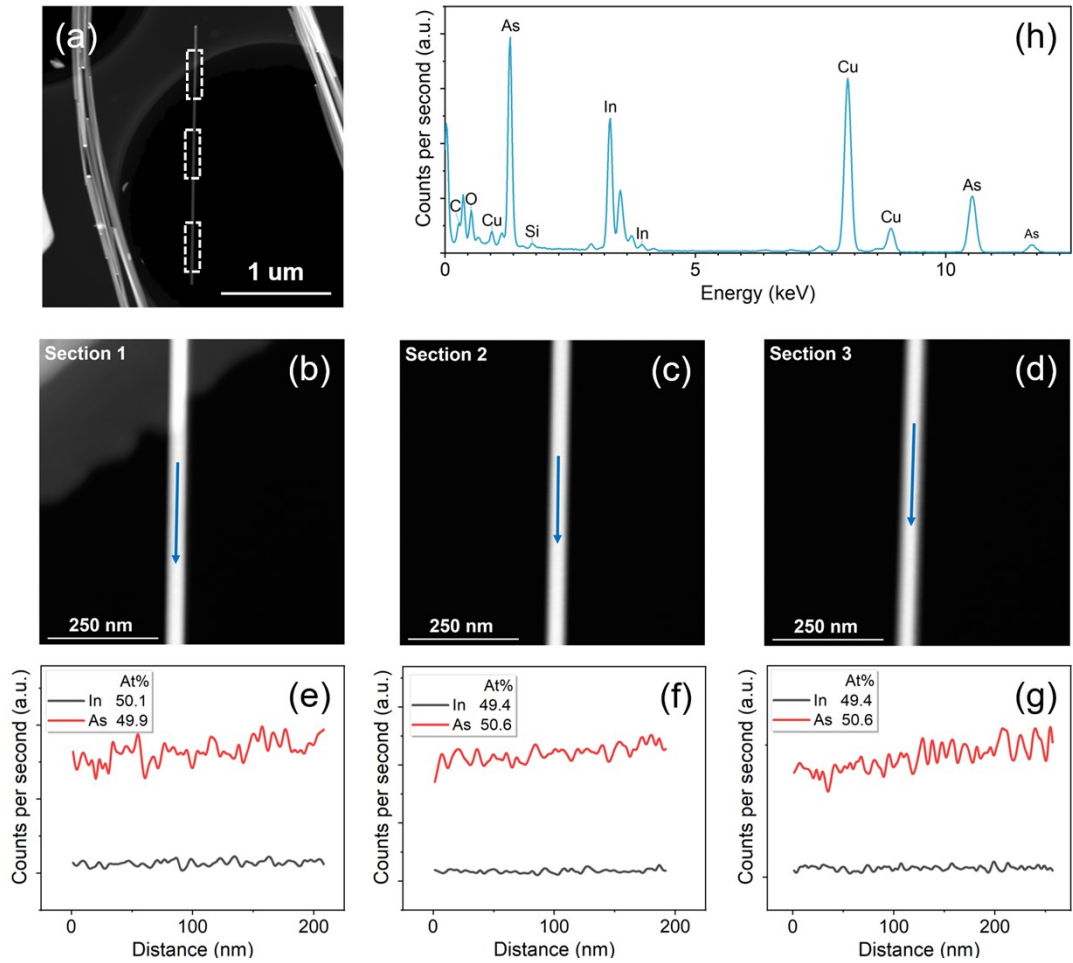 (a)
1 um
(h)
Counts per second (a.u.)
As
In
Cu
As
C
O
Cu
Si
In
Cu
As
0
5
10
Energy (keV)
Section 1
(b)
250 nm
Section 2
(c)
250 nm
Section 3
(d)
250 nm
(e)
At%
In 50.1
As 49.9
Counts per second (a.u.)
0
100
200
Distance (nm)
(f)
At%
In 49.4
As 50.6
Counts per second (a.u.)
0
100
200
Distance (nm)
(g)
At%
In 49.4
As 50.6
Counts per second (a.u.)
0
100
200
Distance (nm)